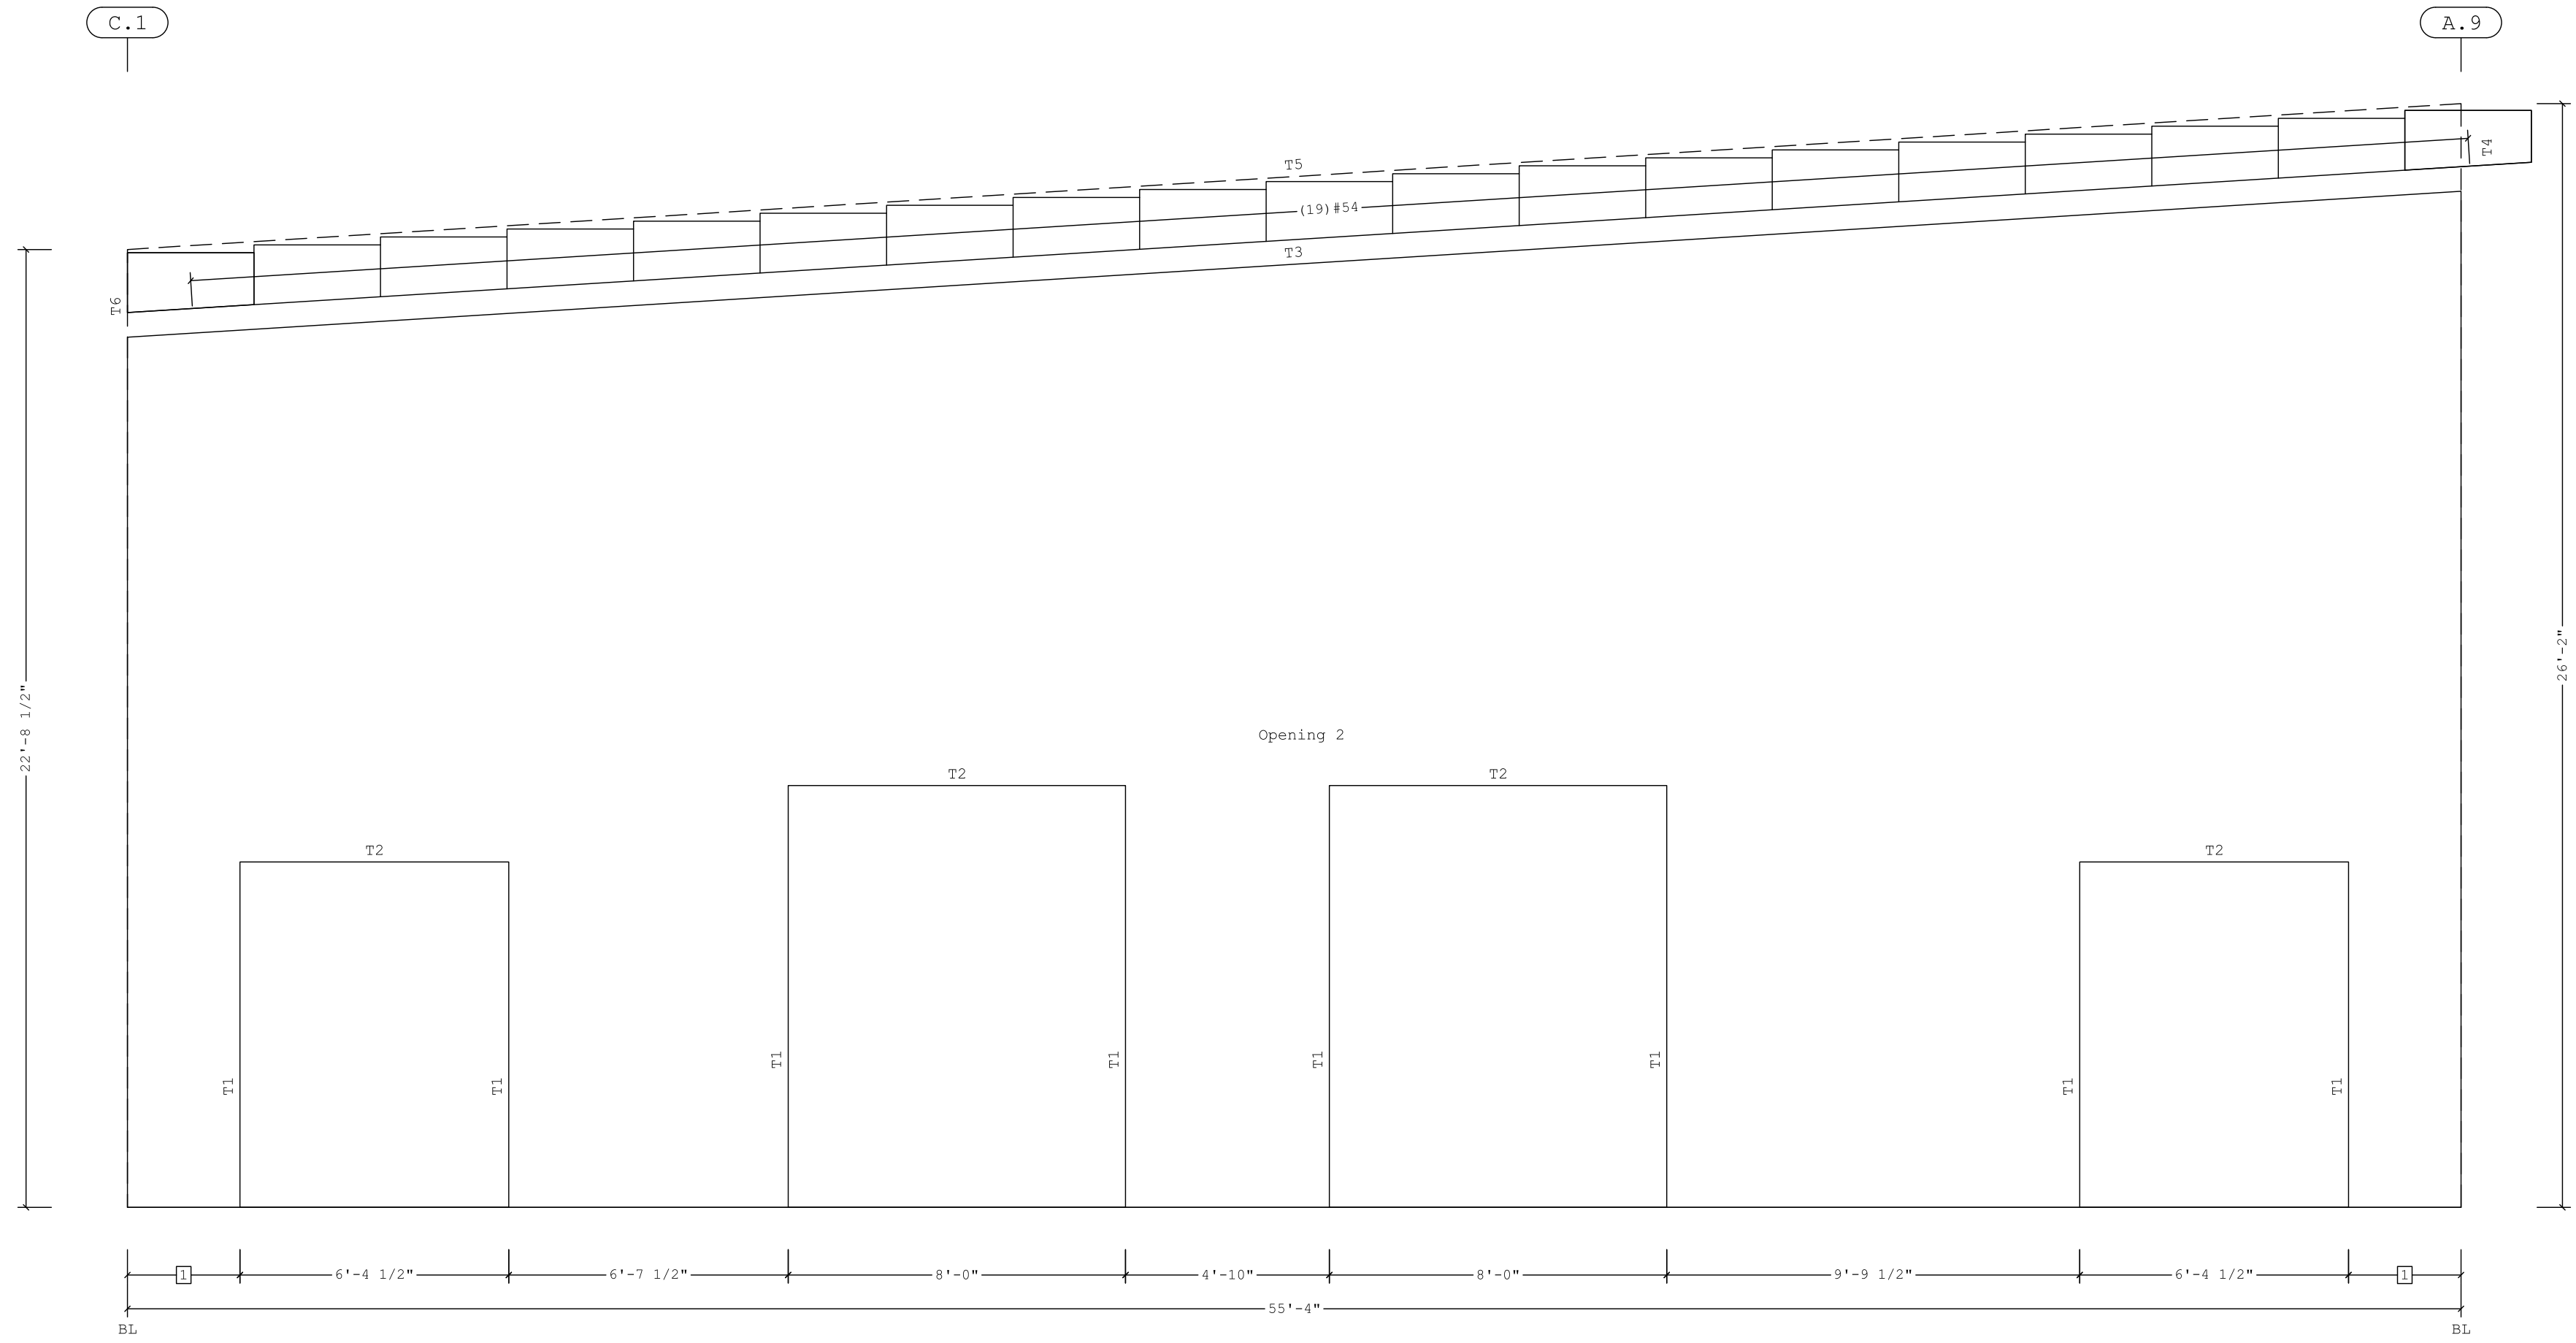 C.1
A.9
T4
T5
(19)#54
T3
T6
22'-8 1/2"
26'-2"
Opening 2
T2
T2
T2
T2
T1
T1
T1
T1
T1
T1
T1
T1
1
6'-4 1/2"
6'-7 1/2"
8'-0"
4'-10"
8'-0"
9'-9 1/2"
6'-4 1/2"
1
55'-4"
BL
BL